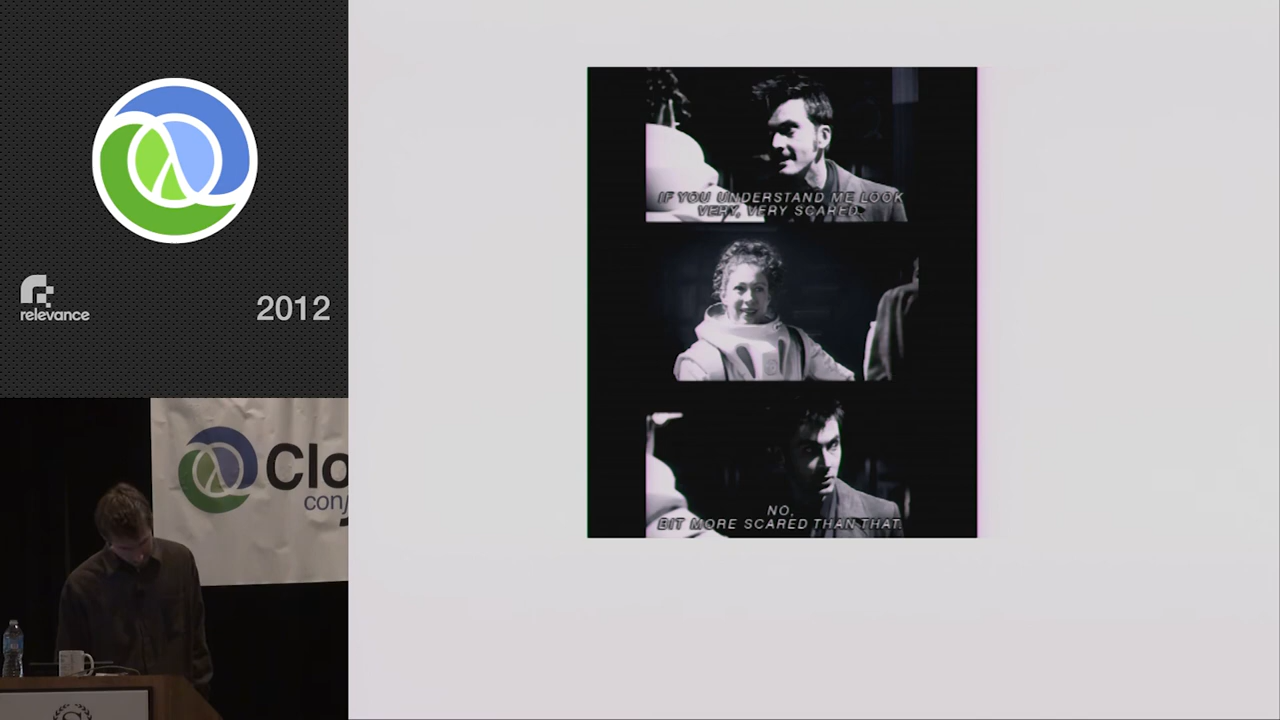 relevance
2012
Clo
conj
IF YOU UNDERSTAND ME LOOK
VERY, VERY SCARED.
NO,
BIT MORE SCARED THAN THAT.
S